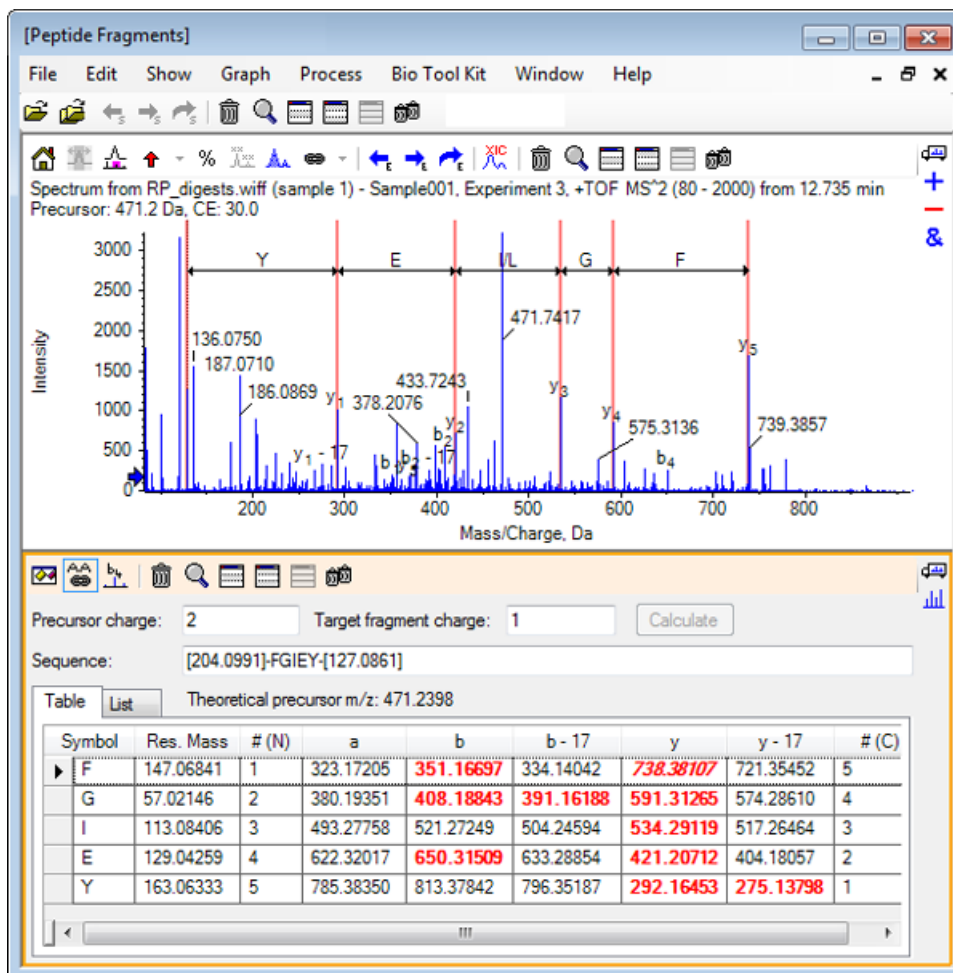 [Peptide Fragments]
File Edit Show Graph Process Bio Tool Kit Window Help
% XIC
Spectrum from RP_digests.wiff (sample 1) - Sample001, Experiment 3, +TOF MS^2 (80 - 2000) from 12.735 min
Precursor: 471.2 Da, CE: 30.0
3000
2500
2000
1500
1000
500
0
Intensity
Y E I/L G F
471.7417
136.0750
187.0710
186.0869
433.7243
378.2076
575.3136
739.3857
y1
y2
y3
y4
y5
b2
b4
y1 - 17
200 300 400 500 600 700 800
Mass/Charge, Da
Precursor charge: 2 Target fragment charge: 1 Calculate
Sequence: [204.0991]-FGIEY-[127.0861]
Table List Theoretical precursor m/z: 471.2398
Symbol Res. Mass # (N) a b b - 17 y y - 17 # (C)
F 147.06841 1 323.17205 351.16697 334.14042 738.38107 721.35452 5
G 57.02146 2 380.19351 408.18843 391.16188 591.31265 574.28610 4
I 113.08406 3 493.27758 521.27249 504.24594 534.29119 517.26464 3
E 129.04259 4 622.32017 650.31509 633.28854 421.20712 404.18057 2
Y 163.06333 5 785.38350 813.37842 796.35187 292.16453 275.13798 1